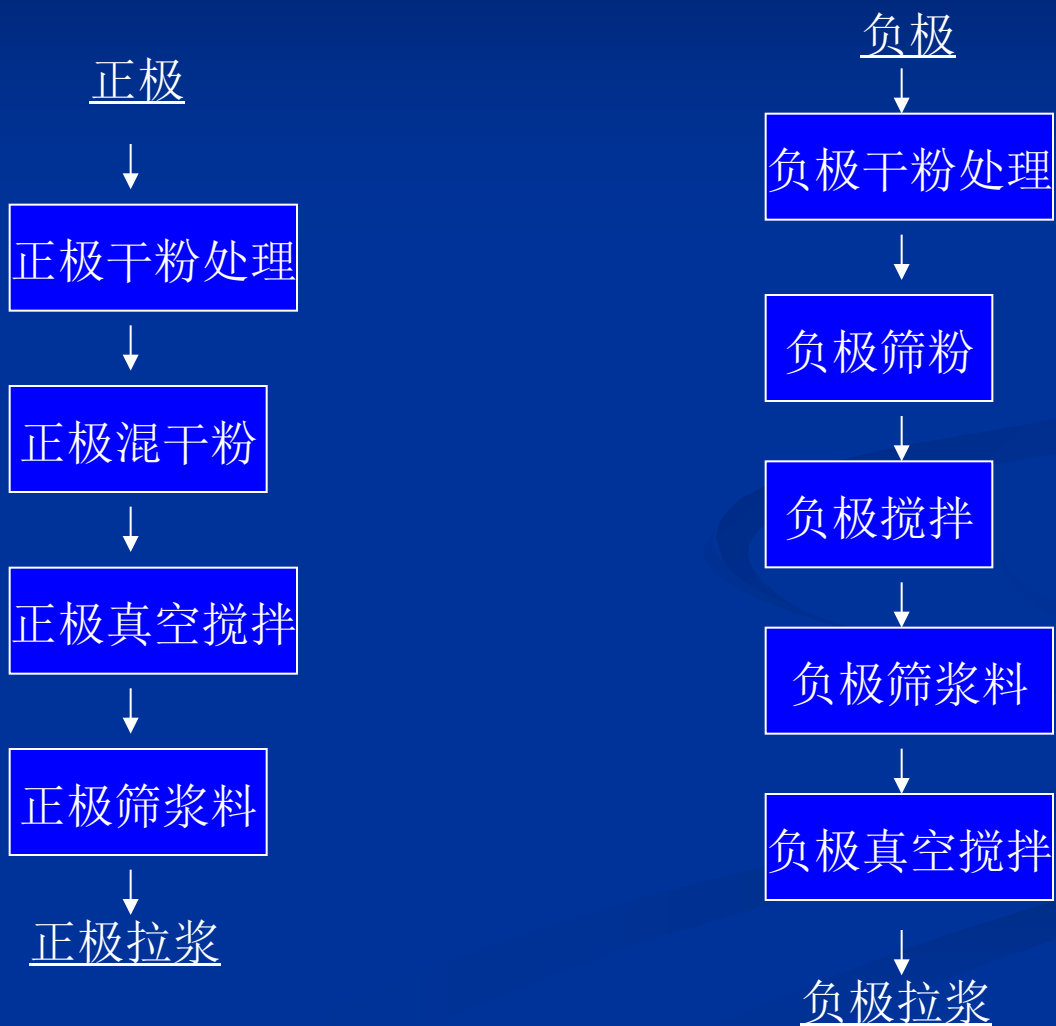 正极
正极干粉处理
正极混干粉
正极真空搅拌
正极筛浆料
正极拉浆
负极
负极干粉处理
负极筛粉
负极搅拌
负极筛浆料
负极真空搅拌
负极拉浆